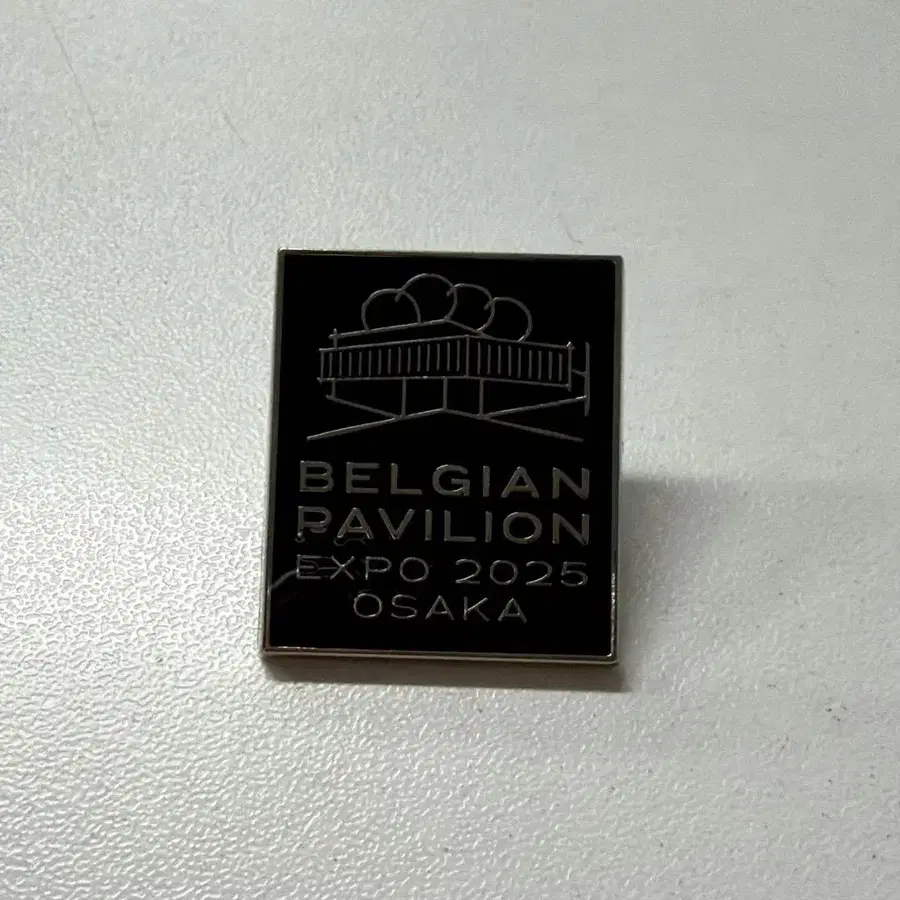 BELGIAN
PAVILION
EXPO 2025
OSAKA